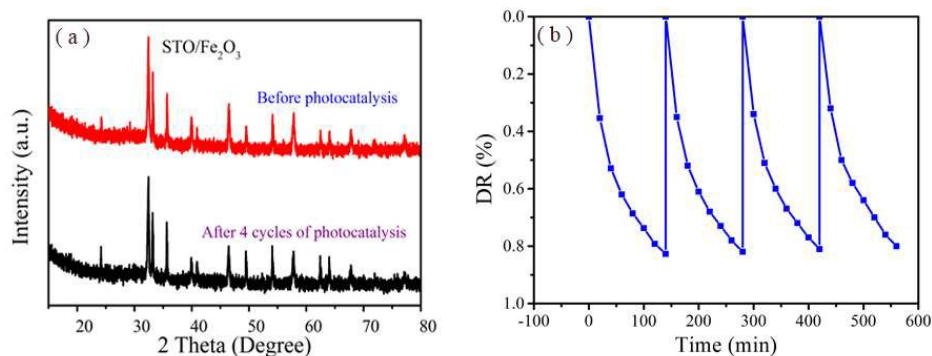 ( a )
STO/Fe₂O₃
Before photocatalysis
After 4 cycles of photocatalysis
Intensity (a.u.)
20 30 40 50 60 70 80
2 Theta (Degree)
( b )
0.0
0.2
0.4
0.6
0.8
1.0
DR (%)
-100 0 100 200 300 400 500 600
Time (min)